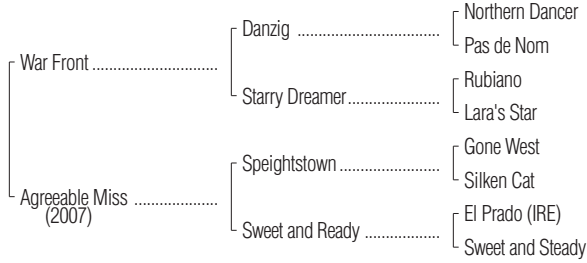 Northern Dancer
Danzig ..................................
Pas de Nom
War Front .............................
Rubiano
Starry Dreamer......................
Lara's Star
Gone West
Speightstown ........................
Silken Cat
Agreeable Miss ...................
(2007)
El Prado (IRE)
Sweet and Ready ..................
Sweet and Steady